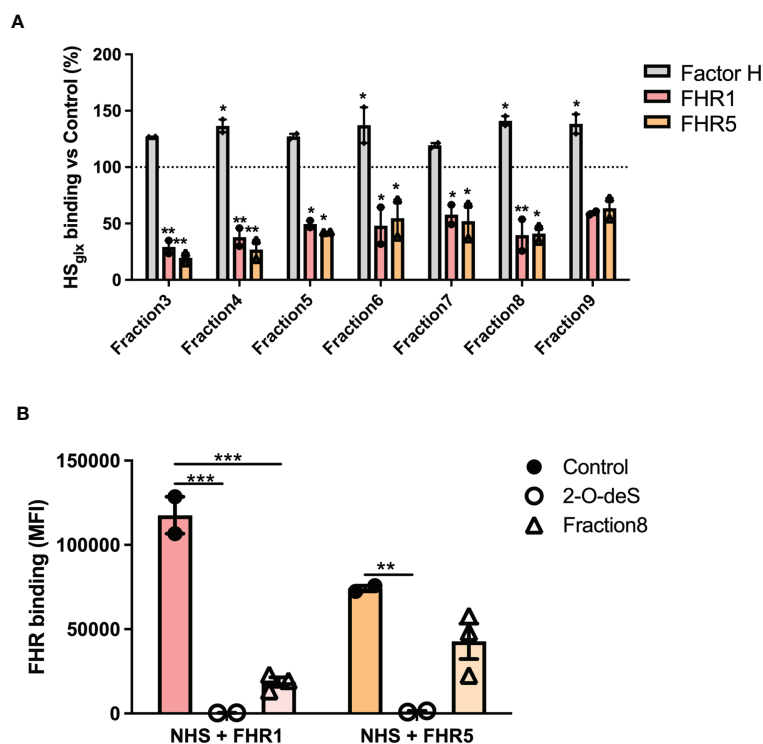 A
HSglx binding vs Control (%)
200
150
100
50
0
* * * *
** ** ** ** * * * * * * ** *
Fraction3 Fraction4 Fraction5 Fraction6 Fraction7 Fraction8 Fraction9
Factor H
FHR1
FHR5
B
FHR binding (MFI)
150000
100000
50000
0
***
***
**
NHS + FHR1 NHS + FHR5
Control
2-O-deS
Fraction8